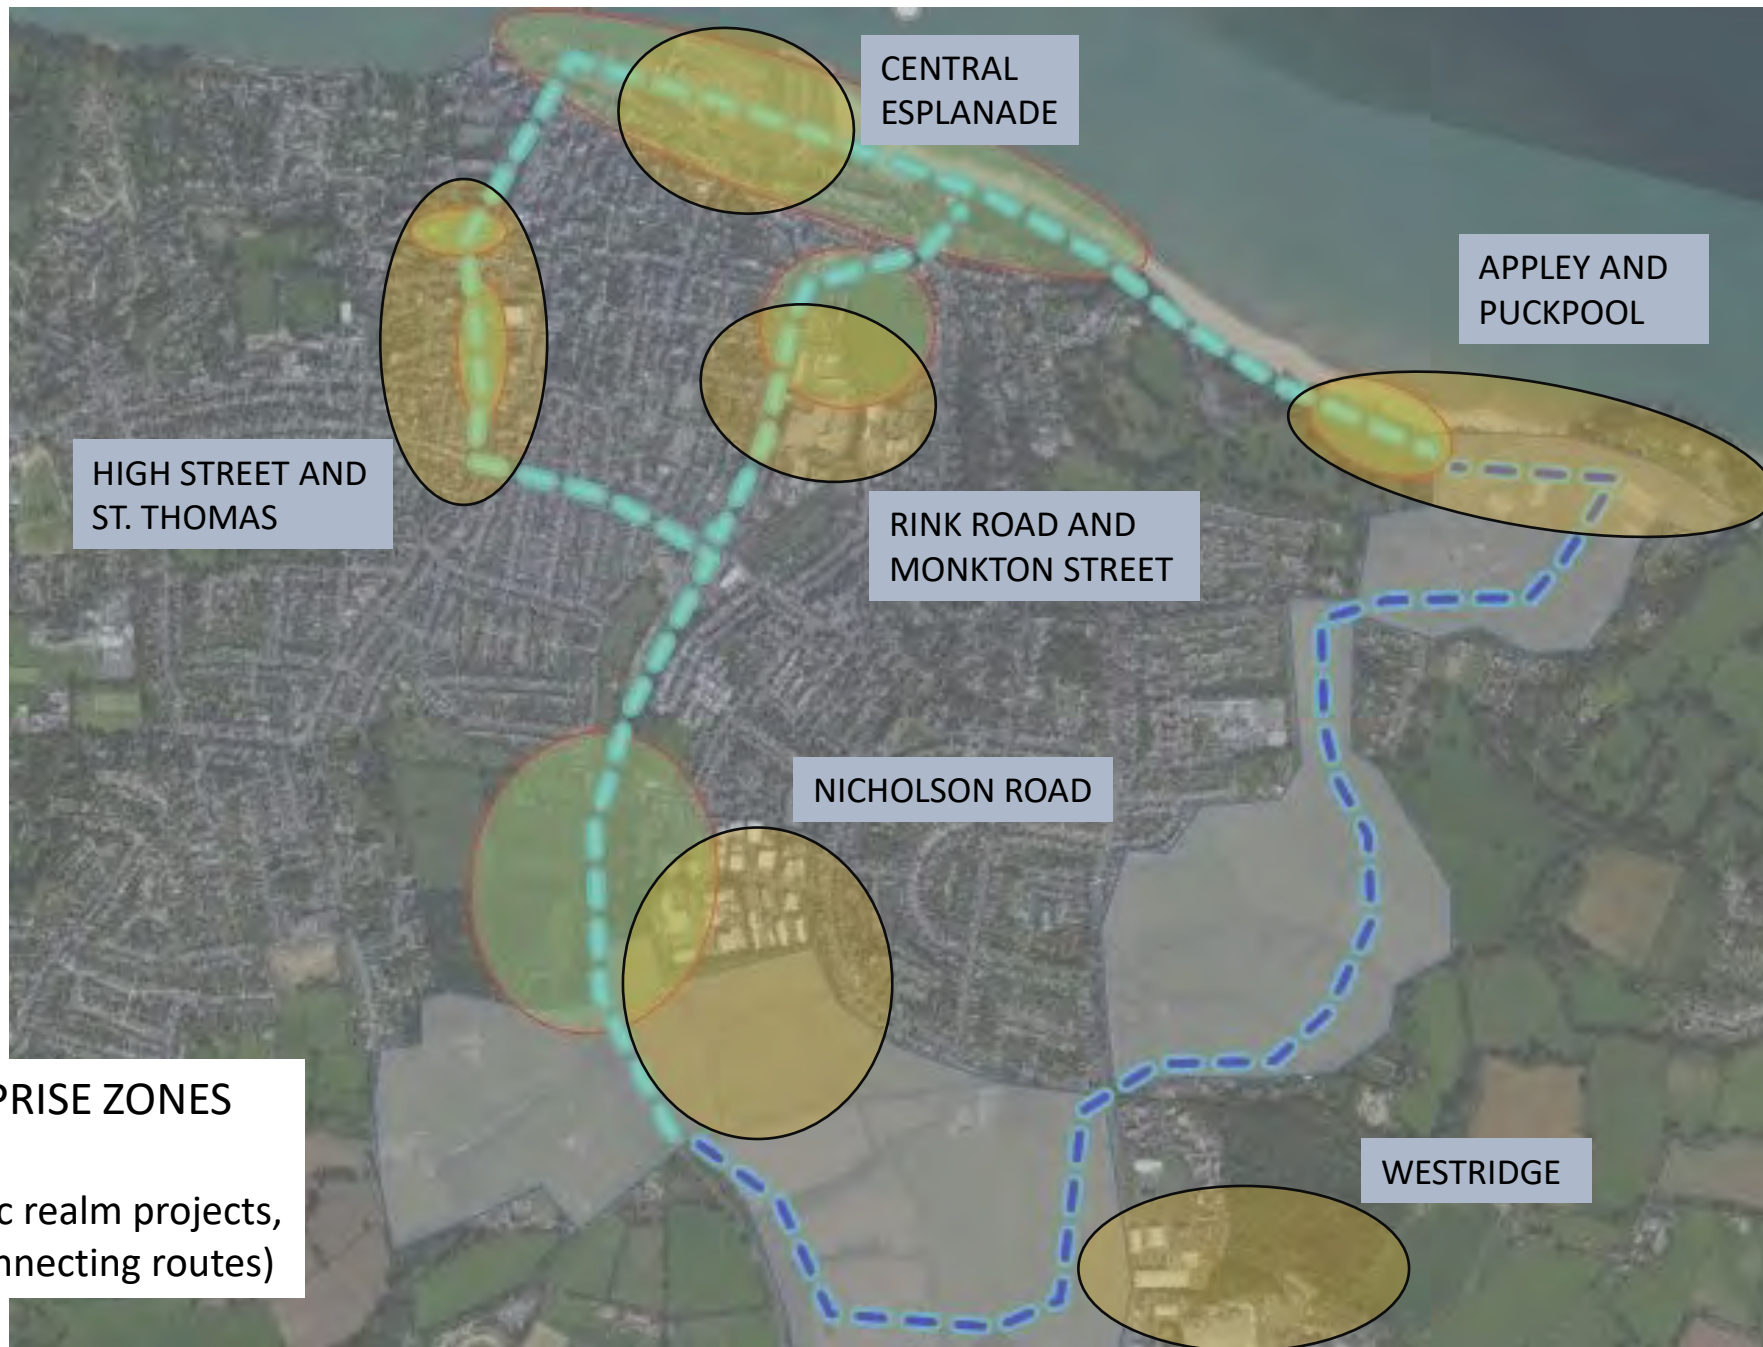 CENTRAL
ESPLANADE
APPLEY AND
PUCKPOOL
HIGH STREET AND
ST. THOMAS
RINK ROAD AND
MONKTON STREET
NICHOLSON ROAD
WESTRIDGE
PRISE ZONES
c realm projects,
nnecting routes)